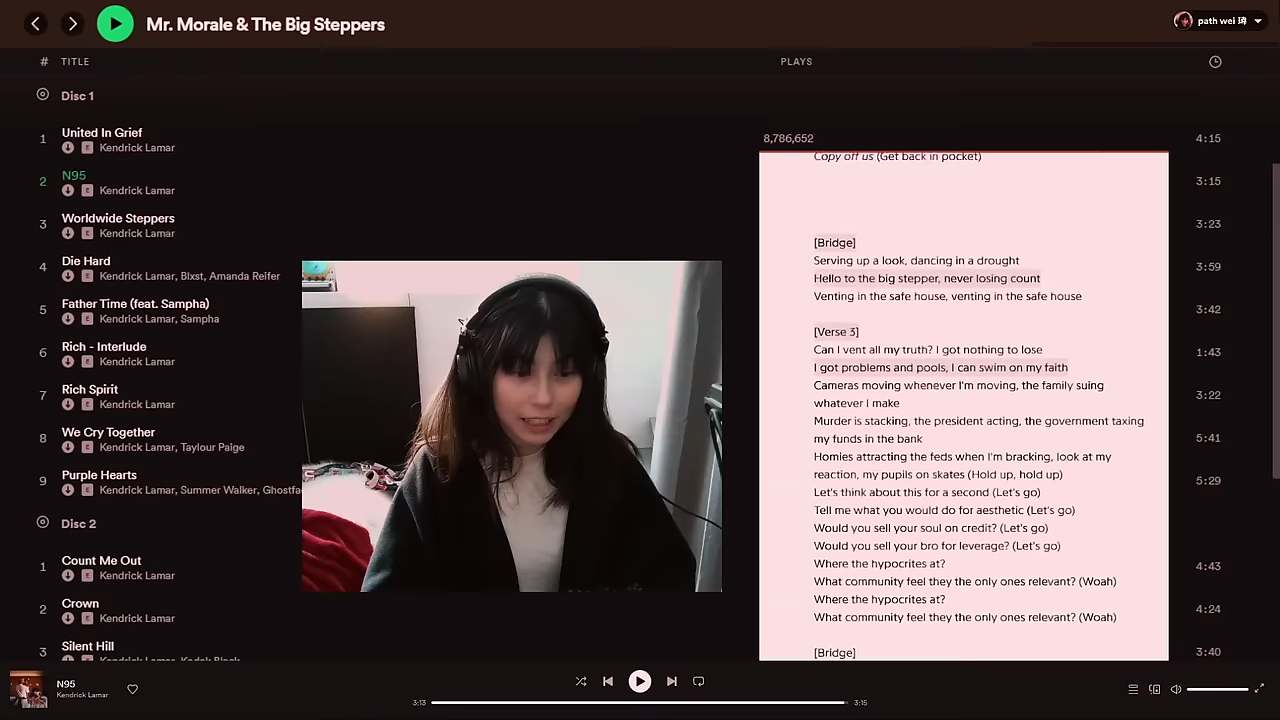 Mr. Morale & The Big Steppers
path wei 琦
# TITLE PLAYS
Disc 1
1 United In Grief 8,786,652 4:15
E Kendrick Lamar
2 N95 3:15
E Kendrick Lamar
3 Worldwide Steppers 3:23
E Kendrick Lamar
4 Die Hard 3:59
E Kendrick Lamar, Blxst, Amanda Reifer
5 Father Time (feat. Sampha) 3:42
E Kendrick Lamar, Sampha
6 Rich - Interlude 1:43
E Kendrick Lamar
7 Rich Spirit 3:22
E Kendrick Lamar
8 We Cry Together 5:41
E Kendrick Lamar, Taylour Paige
9 Purple Hearts 5:29
E Kendrick Lamar, Summer Walker, Ghostfa
Disc 2
1 Count Me Out 4:43
E Kendrick Lamar
2 Crown 4:24
E Kendrick Lamar
3 Silent Hill 3:40
E Kendrick Lamar, Kodak Black
Copy off us (Get back in pocket)
[Bridge]
Serving up a look, dancing in a drought
Hello to the big stepper, never losing count
Venting in the safe house, venting in the safe house
[Verse 3]
Can I vent all my truth? I got nothing to lose
I got problems and pools, I can swim on my faith
Cameras moving whenever I'm moving, the family suing
whatever I make
Murder is stacking, the president acting, the government taxing
my funds in the bank
Homies attracting the feds when I'm bracking, look at my
reaction, my pupils on skates (Hold up, hold up)
Let's think about this for a second (Let's go)
Tell me what you would do for aesthetic (Let's go)
Would you sell your soul on credit? (Let's go)
Would you sell your bro for leverage? (Let's go)
Where the hypocrites at?
What community feel they the only ones relevant? (Woah)
Where the hypocrites at?
What community feel they the only ones relevant? (Woah)
[Bridge]
N95
Kendrick Lamar
3:13 3:15